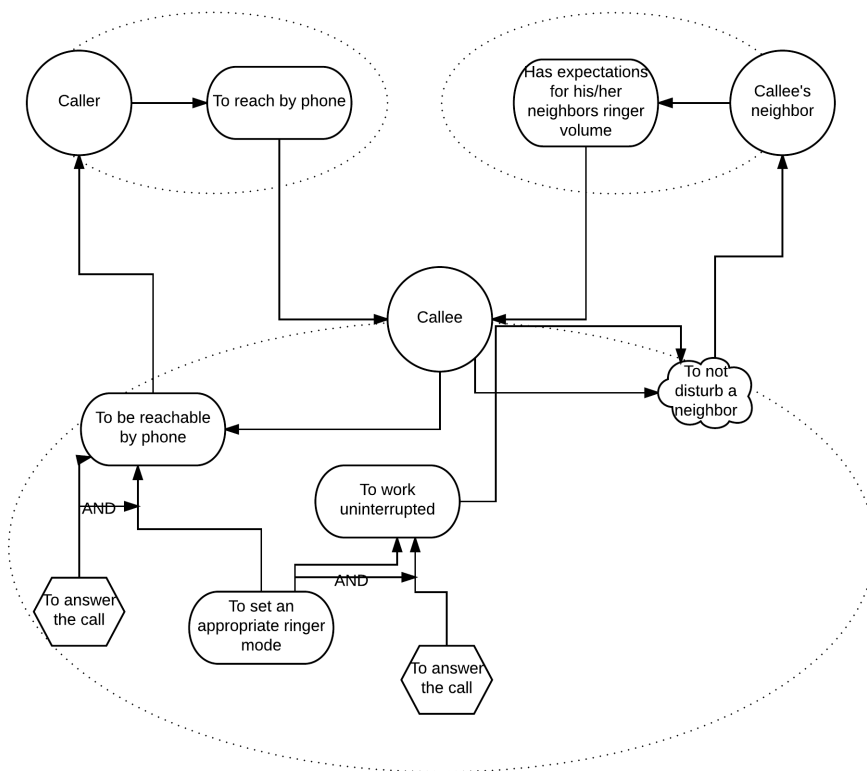 Caller
To reach by phone
Has expectations
for his/her
neighbors ringer
volume
Callee's
neighbor
Callee
To not
disturb a
neighbor
To be reachable
by phone
To work
uninterrupted
AND
AND
To answer
the call
To set an
appropriate ringer
mode
To answer
the call